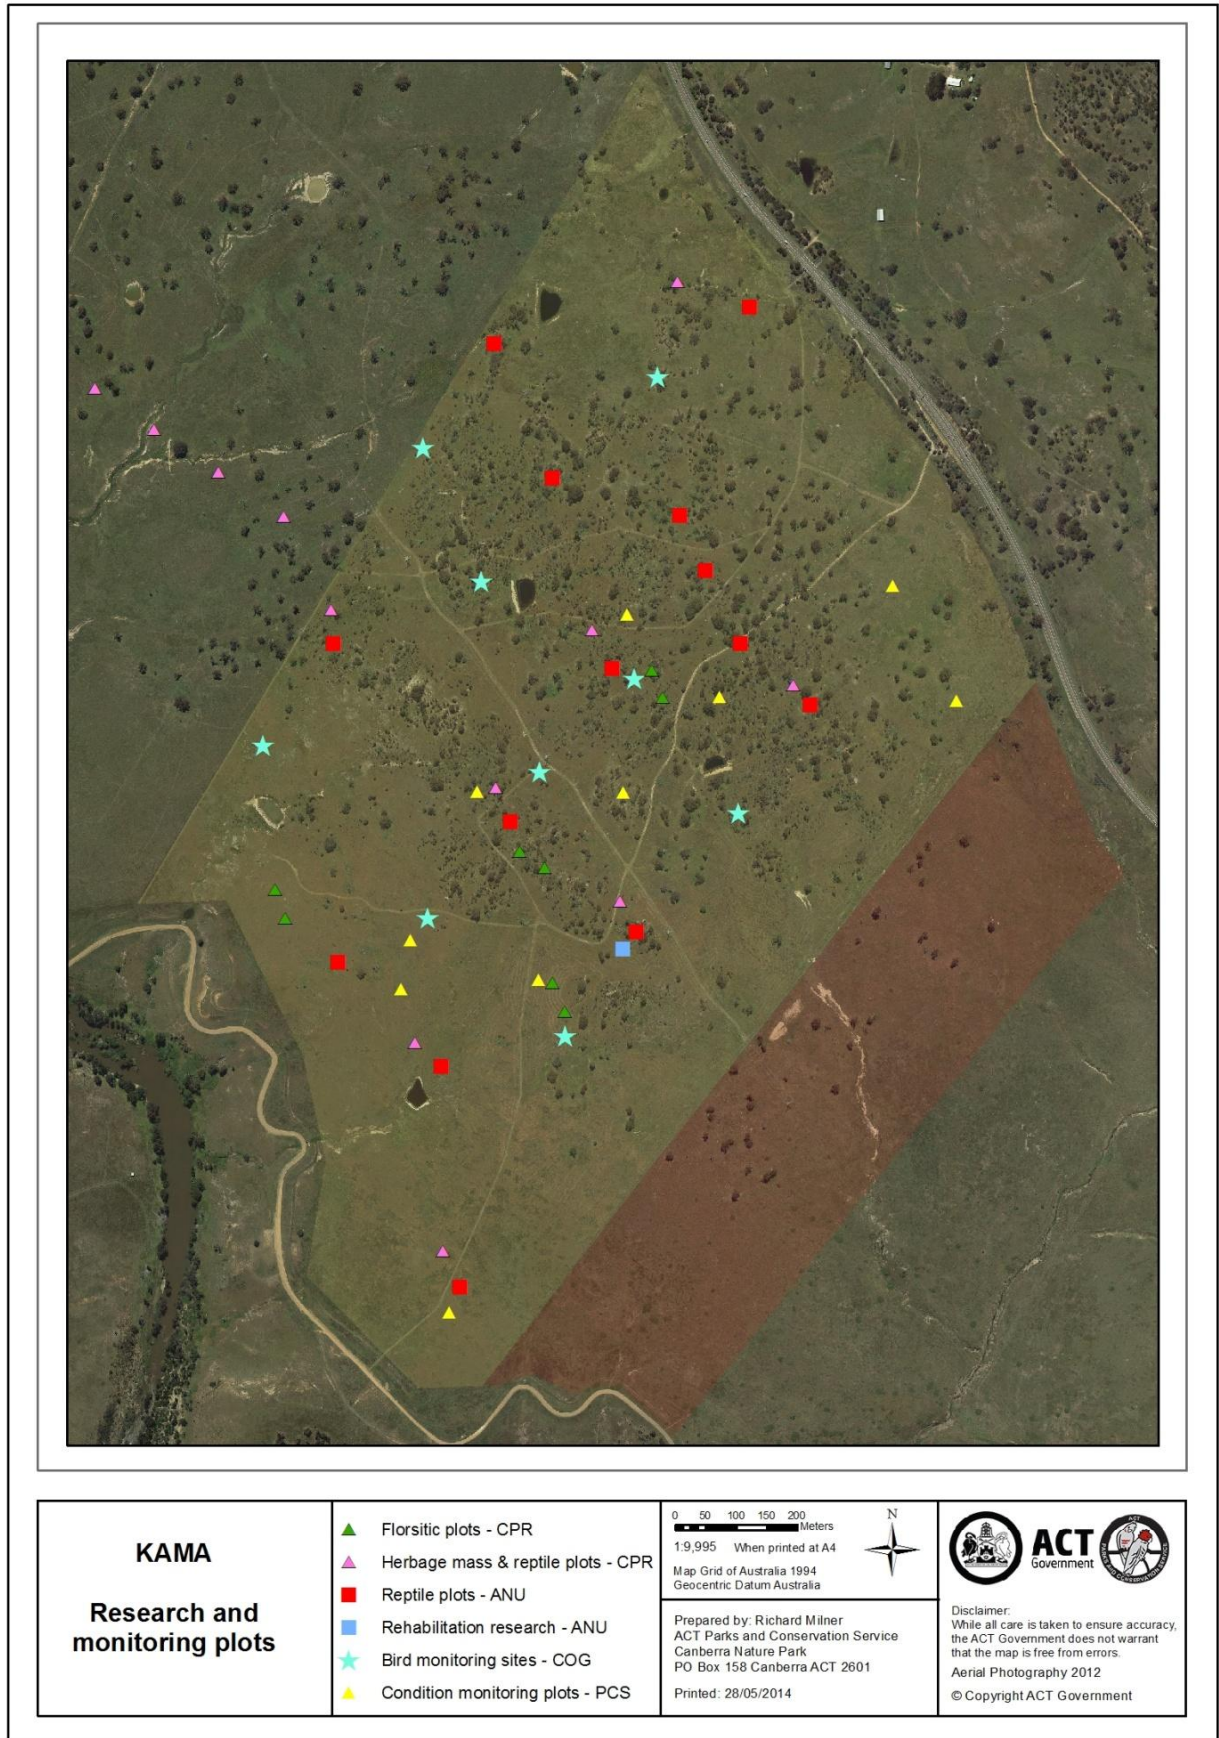 KAMA
Research and
monitoring plots
Florsitic plots - CPR
Herbage mass & reptile plots - CPR
Reptile plots - ANU
Rehabilitation research - ANU
Bird monitoring sites - COG
Condition monitoring plots - PCS
0 50 100 150 200
Meters
1:9,995 When printed at A4
Map Grid of Australia 1994
Geocentric Datum Australia
N
Prepared by: Richard Milner
ACT Parks and Conservation Service
Canberra Nature Park
PO Box 158 Canberra ACT 2601
Printed: 28/05/2014
ACT
Government
ACT
PARKS AND CONSERVATION SERVICE
Disclaimer:
While all care is taken to ensure accuracy,
the ACT Government does not warrant
that the map is free from errors.
Aerial Photography 2012
© Copyright ACT Government